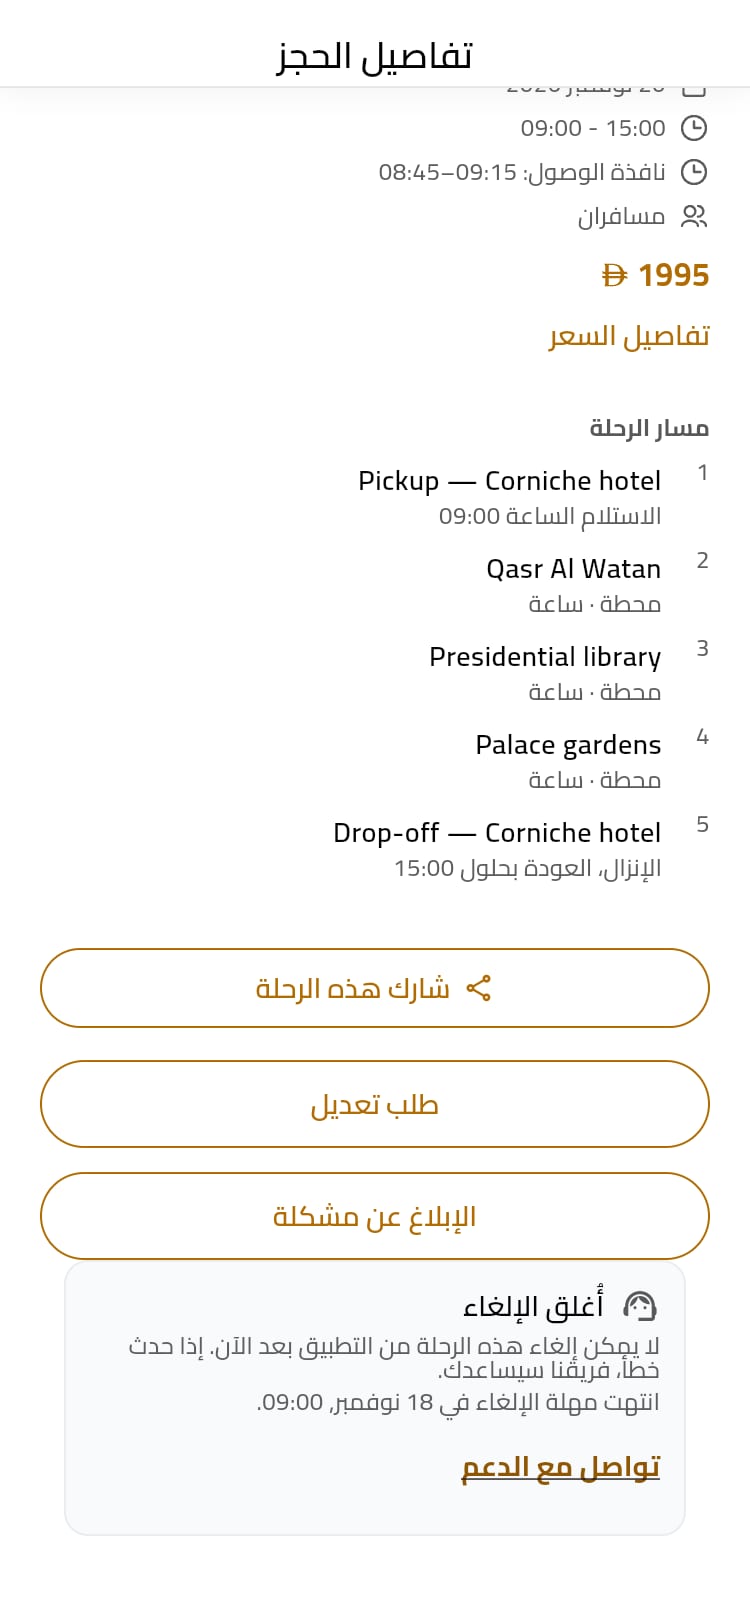 تفاصيل الحجز
09:00 - 15:00
نافذة الوصول: 08:45–09:15
مسافران
1995
تفاصيل السعر
مسار الرحلة
1
Pickup — Corniche hotel
الاستلام الساعة 09:00
2
Qasr Al Watan
محطة · ساعة
3
Presidential library
محطة · ساعة
4
Palace gardens
محطة · ساعة
5
Drop-off — Corniche hotel
الإنزال، العودة بحلول 15:00
شارك هذه الرحلة
طلب تعديل
الإبلاغ عن مشكلة
أُغلق الإلغاء
لا يمكن إلغاء هذه الرحلة من التطبيق بعد الآن. إذا حدث
خطأ، فريقنا سيساعدك.
انتهت مهلة الإلغاء في 18 نوفمبر, 09:00.
تواصل مع الدعم